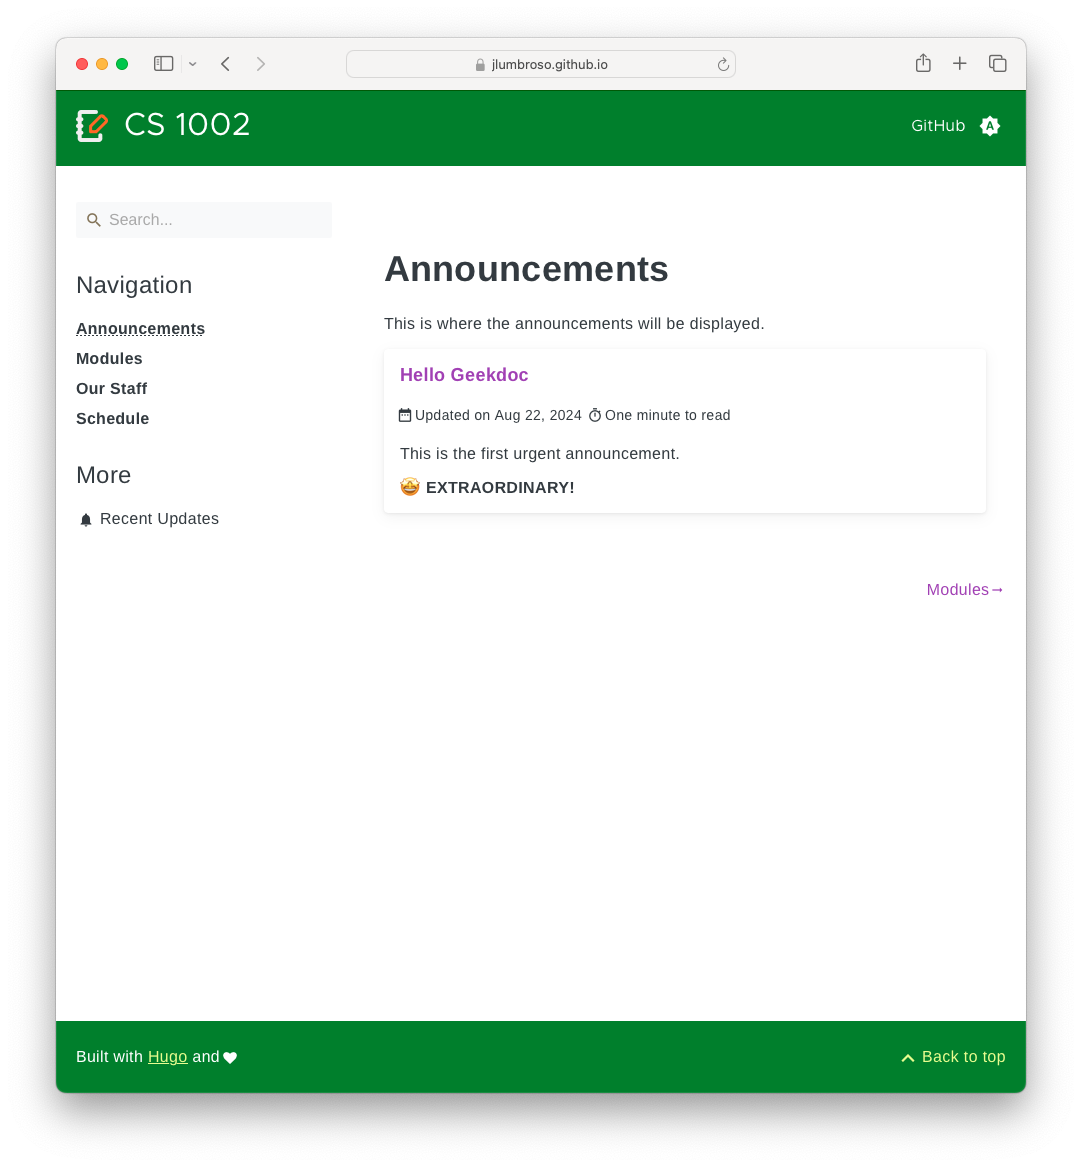 jlumbroso.github.io
CS 1002
GitHub
A
Search...
Navigation
Announcements
Modules
Our Staff
Schedule
More
Recent Updates
Announcements
This is where the announcements will be displayed.
Hello Geekdoc
Updated on Aug 22, 2024 One minute to read
This is the first urgent announcement.
🤩 EXTRAORDINARY!
Modules→
Built with Hugo and
Back to top